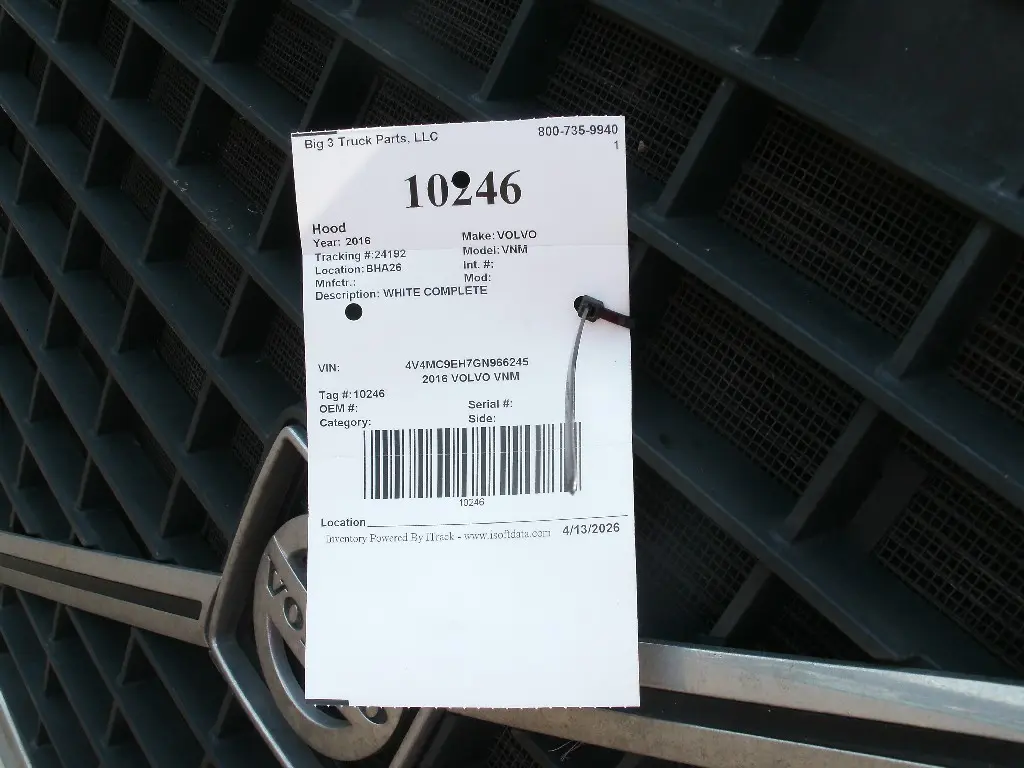 Big 3 Truck Parts, LLC 800-735-9940
1
10246
Hood
Year: 2016 Make: VOLVO
Tracking #:24192 Model: VNM
Location: BHA26 Int. #:
Mnfctr.: Mod:
Description: WHITE COMPLETE
VIN: 4V4MC9EH7GN966245
2016 VOLVO VNM
Tag #: 10246
OEM #: Serial #:
Category: Side:
10246
Location
Inventory Powered By ITrack - www.isoftdata.com 4/13/2026
VO